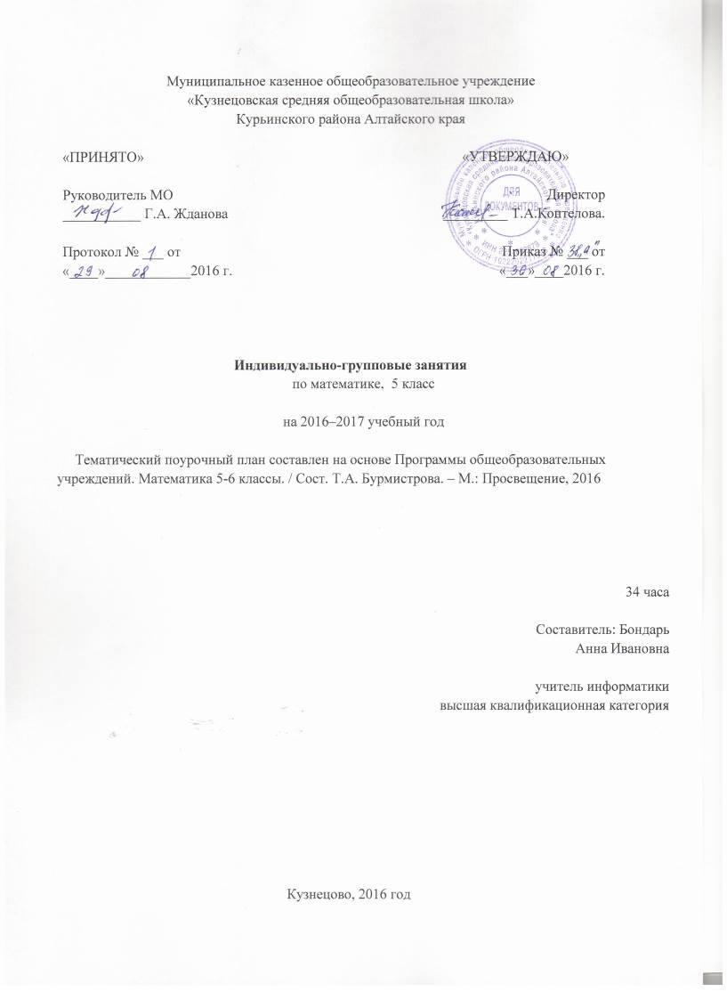 Муниципальное казенное общеобразовательное учреждение
«Кузнецовская средняя общеобразовательная школа»
Курьинского района Алтайского края
«ПРИНЯТО» «УТВЕРЖДАЮ»
Руководитель МО Директор
___________ Г.А. Жданова _________ Т.А.Коптелова.
Протокол № 1 от Приказ № от
«29» 08 2016 г. «30» 08 2016 г.
ДЛЯ
ДОКУМЕНТОВ
Индивидуально-групповые занятия
по математике, 5 класс
на 2016–2017 учебный год
Тематический поурочный план составлен на основе Программы общеобразовательных
учреждений. Математика 5-6 классы. / Сост. Т.А. Бурмистрова. – М.: Просвещение, 2016
34 часа
Составитель: Бондарь
Анна Ивановна
учитель информатики
высшая квалификационная категория
Кузнецово, 2016 год